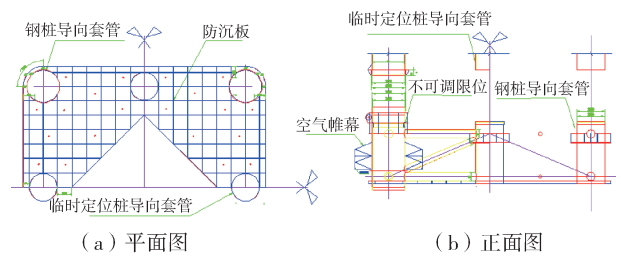 钢桩导向套管
防沉板
临时定位桩导向套管
(a)平面图
临时定位桩导向套管
不可调限位
钢桩导向套管
空气帷幕
(b)正面图